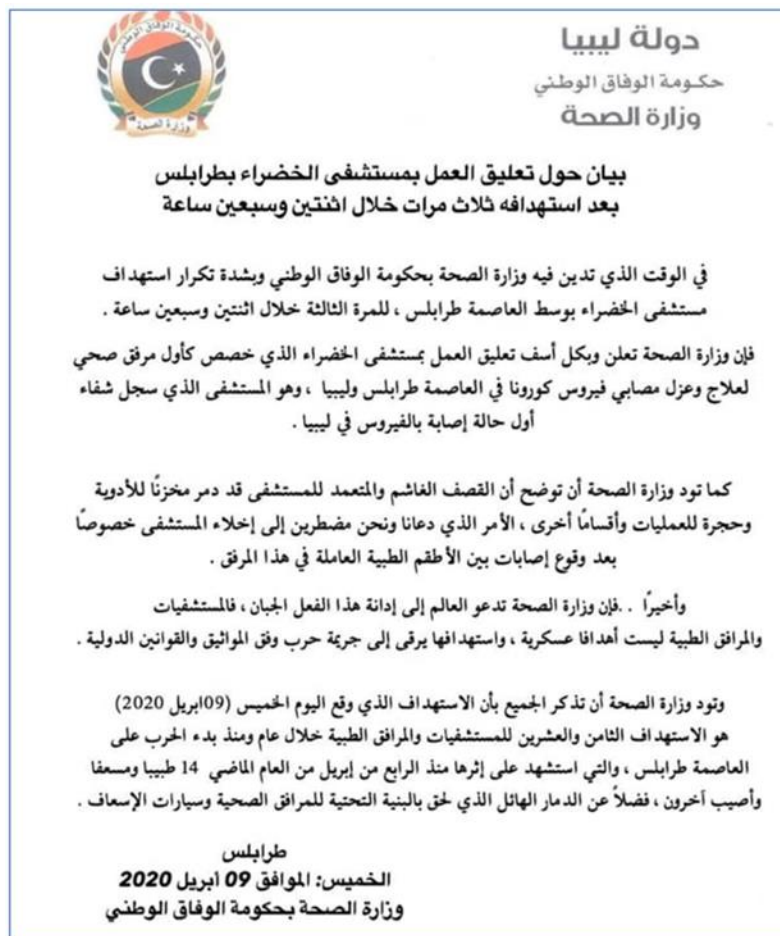 حكومة الوفاق الوطني
وزارة الصحة
دولة ليبيا
حكومة الوفاق الوطني
وزارة الصحة
بيان حول تعليق العمل بمستشفى الخضراء بطرابلس
بعد استهدافه ثلاث مرات خلال اثنتين وسبعين ساعة
في الوقت الذي تدين فيه وزارة الصحة بحكومة الوفاق الوطني وبشدة تكرار استهداف
مستشفى الخضراء بوسط العاصمة طرابلس ، للمرة الثالثة خلال اثنتين وسبعين ساعة .
فإن وزارة الصحة تعلن وبكل أسف تعليق العمل بمستشفى الخضراء الذي خصص كأول مرفق صحي
لعلاج وعزل مصابي فيروس كورونا في العاصمة طرابلس وليبيا ، وهو المستشفى الذي سجل شفاء
أول حالة إصابة بالفيروس في ليبيا .
كما تود وزارة الصحة أن توضح أن القصف الغاشم والمتعمد للمستشفى قد دمر مخزنًا للأدوية
وحجرة للعمليات وأقسامًا أخرى ، الأمر الذي دعانا ونحن مضطرين إلى إخلاء المستشفى خصوصًا
بعد وقوع إصابات بين الأطقم الطبية العاملة في هذا المرفق .
وأخيرًا ..فإن وزارة الصحة تدعو العالم إلى إدانة هذا الفعل الجبان ، فالمستشفيات
والمرافق الطبية ليست أهدافا عسكرية ، واستهدافها يرقى إلى جريمة حرب وفق المواثيق والقوانين الدولية .
وتود وزارة الصحة أن تذكر الجميع بأن الاستهداف الذي وقع اليوم الخميس (09ابريل 2020)
هو الاستهداف الثامن والعشرين للمستشفيات والمرافق الطبية خلال عام ومنذ بدء الحرب على
العاصمة طرابلس ، والتي استشهد على إثرها منذ الرابع من إبريل من العام الماضي 14 طبيبا ومسعفا
وأصيب آخرون ، فضلاً عن الدمار الهائل الذي لحق بالبنية التحتية للمرافق الصحية وسيارات الإسعاف .
طرابلس
الخميس: الموافق 09 أبريل 2020
وزارة الصحة بحكومة الوفاق الوطني